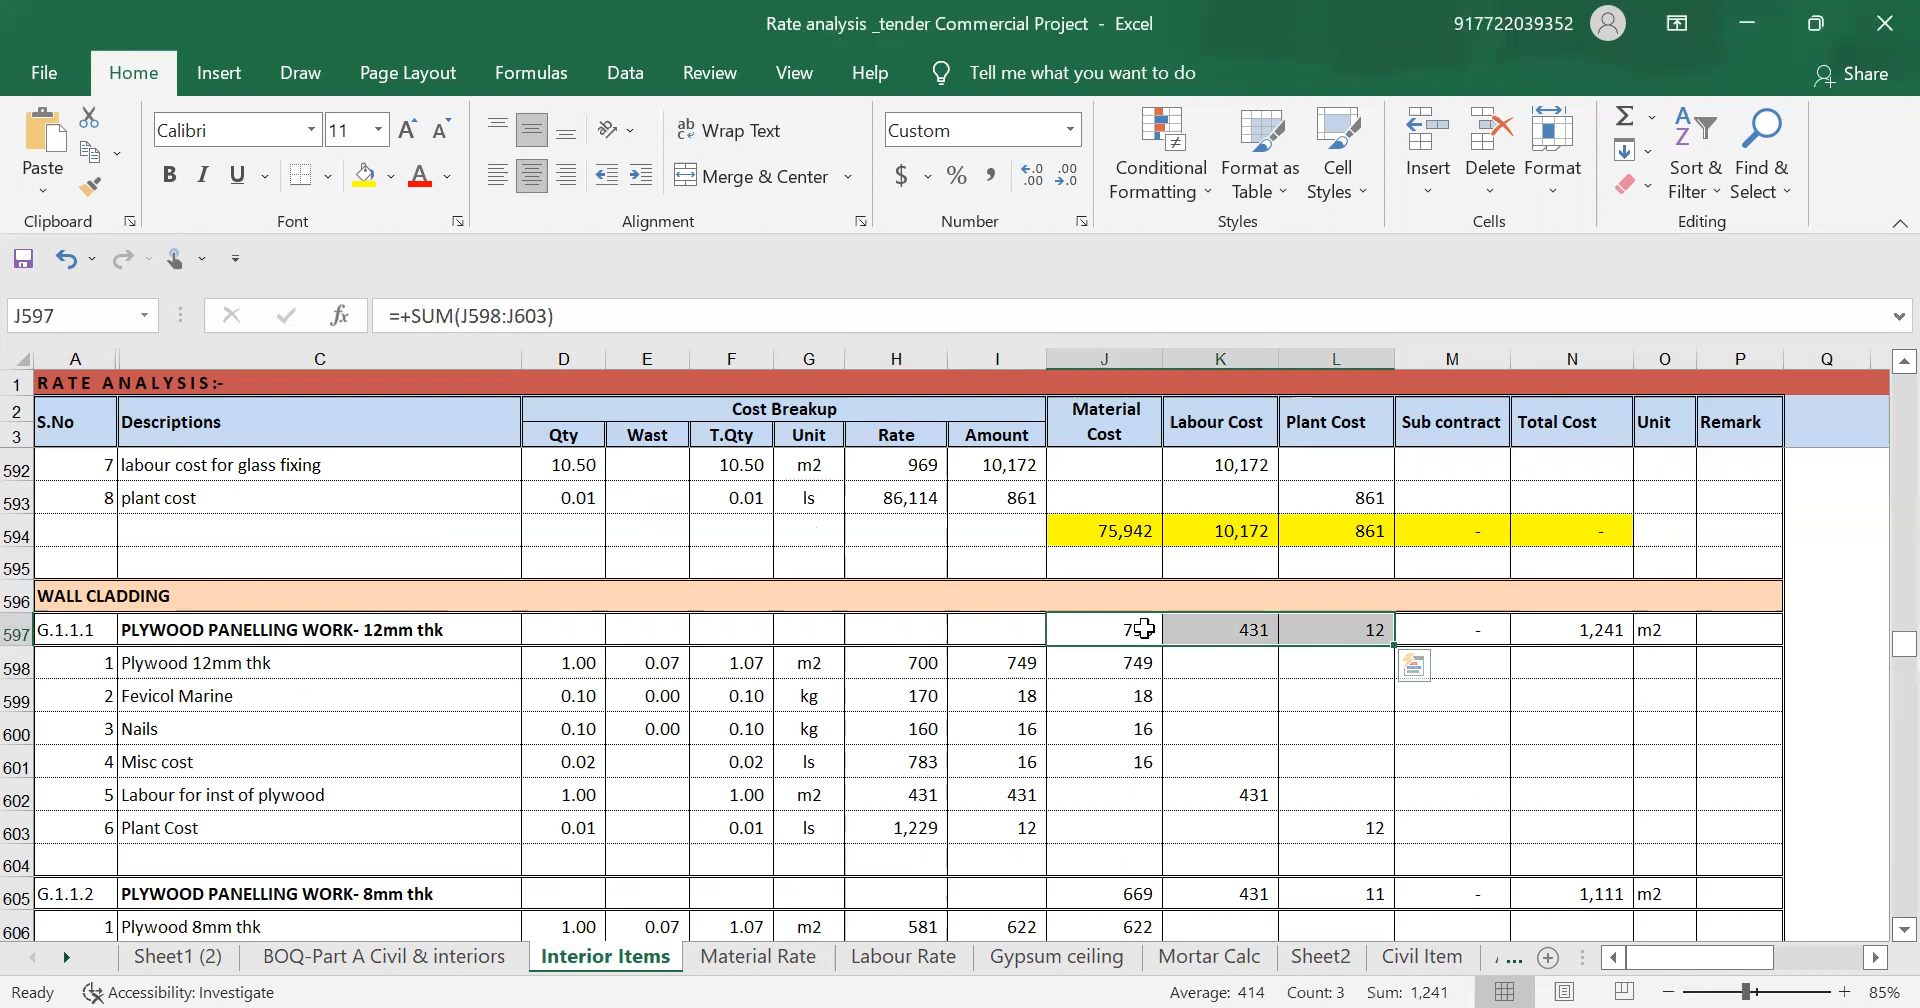 Rate analysis _tender Commercial Project - Excel
917722039352
File Home Insert Draw Page Layout Formulas Data Review View Help Tell me what you want to do Share
Paste
Clipboard
Calibri 11
B I U
Font
Wrap Text
Merge & Center
Alignment
Custom
$ % ,
Number
Conditional Formatting
Format as Table
Cell Styles
Styles
Insert Delete Format
Cells
Sort & Filter
Find & Select
Editing
J597 fx =+SUM(J598:J603)
A C D E F G H I J K L M N O P Q
1 RATE ANALYSIS:-
2 S.No Descriptions Cost Breakup Material Cost Labour Cost Plant Cost Sub contract Total Cost Unit Remark
3 Qty Wast T.Qty Unit Rate Amount
592 7 labour cost for glass fixing 10.50 10.50 m2 969 10,172 10,172
593 8 plant cost 0.01 0.01 ls 86,114 861 861
594 75,942 10,172 861 - -
595
596 WALL CLADDING
597 G.1.1.1 PLYWOOD PANELLING WORK- 12mm thk 431 12 - 1,241 m2
598 1 Plywood 12mm thk 1.00 0.07 1.07 m2 700 749 749
599 2 Fevicol Marine 0.10 0.00 0.10 kg 170 18 18
600 3 Nails 0.10 0.00 0.10 kg 160 16 16
601 4 Misc cost 0.02 0.02 ls 783 16 16
602 5 Labour for inst of plywood 1.00 1.00 m2 431 431 431
603 6 Plant Cost 0.01 0.01 ls 1,229 12 12
604
605 G.1.1.2 PLYWOOD PANELLING WORK- 8mm thk 669 431 11 - 1,111 m2
606 1 Plywood 8mm thk 1.00 0.07 1.07 m2 581 622 622
Sheet1 (2) BOQ-Part A Civil & interiors Interior Items Material Rate Labour Rate Gypsum ceiling Mortar Calc Sheet2 Civil Item ...
Ready Accessibility: Investigate Average: 414 Count: 3 Sum: 1,241 85%